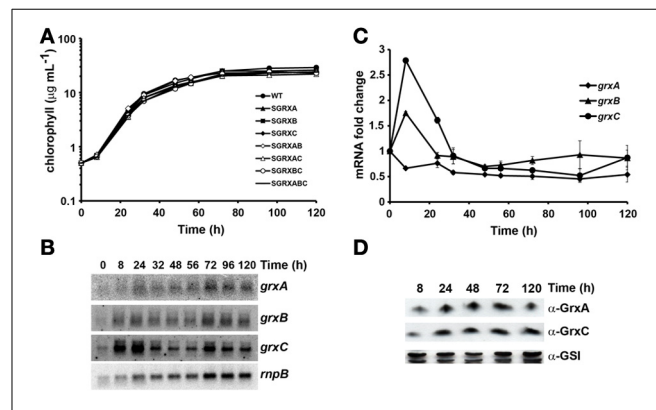 A
100
10
1
0.1
chlorophyll (µg mL⁻¹)
0 20 40 60 80 100 120
Time (h)
WT
SGRXA
SGRXB
SGRXC
SGRXAB
SGRXAC
SGRXBC
SGRXABC
B
0 8 24 32 48 56 72 96 120 Time (h)
grxA
grxB
grxC
rnpB
C
3
2.5
2
1.5
1
0.5
0
mRNA fold change
0 20 40 60 80 100 120
Time (h)
grxA
grxB
grxC
D
8 24 48 72 120 Time (h)
α-GrxA
α-GrxC
α-GSI